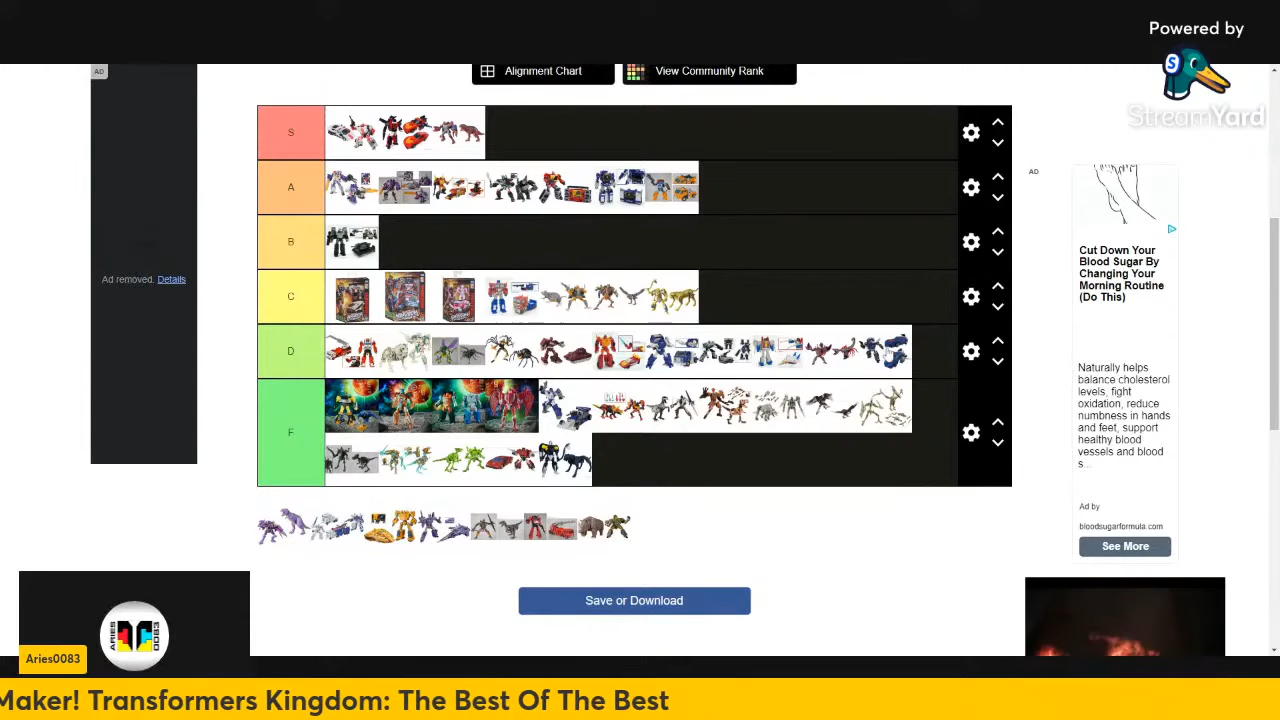 Powered by
StreamYard
AD
Alignment Chart
View Community Rank
S
A
B
C
D
F
Ad removed. Details
AD
Cut Down Your
Blood Sugar By
Changing Your
Morning Routine
(Do This)
Naturally helps
balance cholesterol
levels, fight
oxidation, reduce
numbness in hands
and feet, support
healthy blood
vessels and blood
s...
Ad by
bloodsugarformula.com
See More
Save or Download
ARIES
0083
Aries0083
Maker! Transformers Kingdom: The Best Of The Best